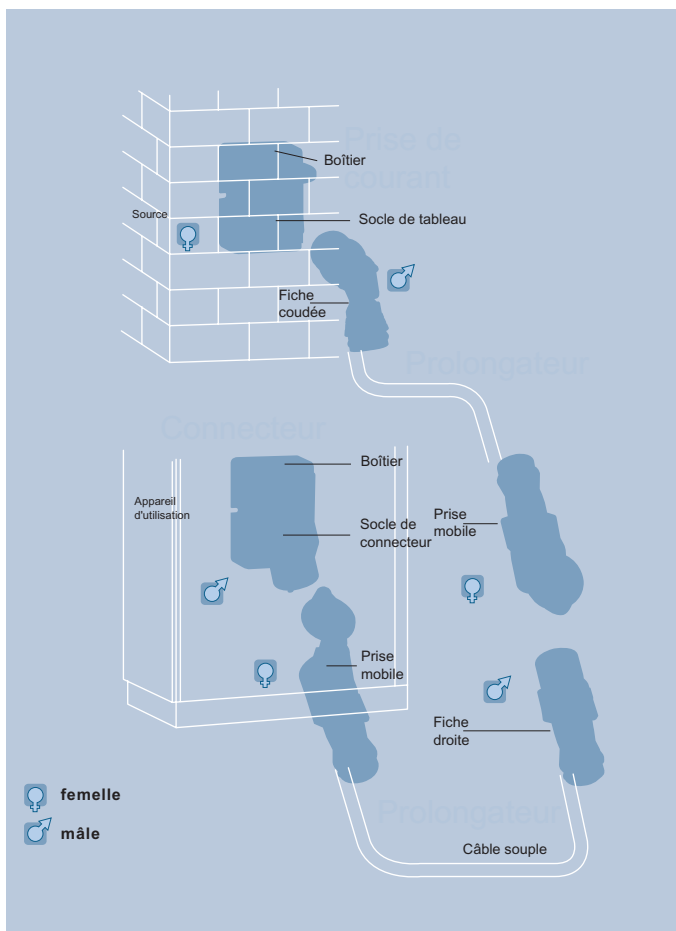 Prise de
courant
Boîtier
Source
Socle de tableau
Fiche
coudée
Prolongateur
Connecteur
Boîtier
Appareil
d'utilisation
Socle de
connecteur
Prise
mobile
Prise
mobile
Fiche
droite
femelle
Prolongateur
mâle
Câble souple